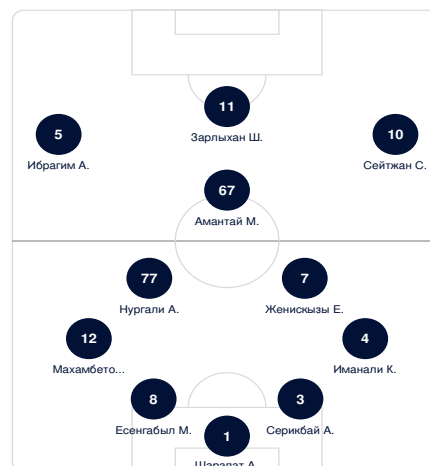 11
Зарлыхан Ш.
5
Ибрагим А.
10
Сейтжан С.
67
Амантай М.
77
Нургали А.
7
Женискызы Е.
12
Махамбето...
4
Иманали К.
8
Есенгабыл М.
3
Серикбай А.
1